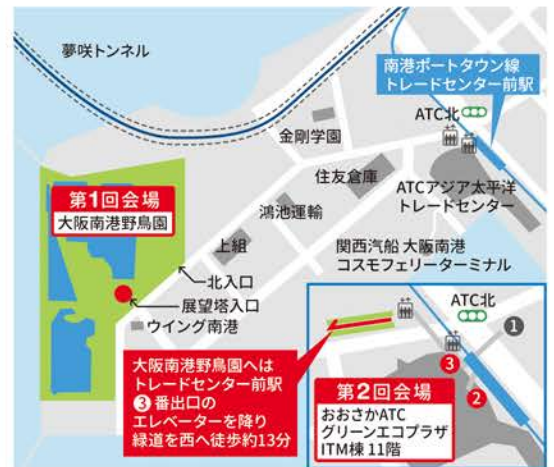 夢咲トンネル
南港ポートタウン線
トレードセンター前駅
ATC北
金剛学園
住友倉庫
ATCアジア太平洋
トレードセンター
鴻池運輸
第1回会場
大阪南港野鳥園
上組
関西汽船 大阪南港
コスモフェリーターミナル
北入口
展望塔入口
ウイング南港
ATC北
1
3
2
大阪南港野鳥園へは
トレードセンター前駅
3番出口の
エレベーターを降り
緑道を西へ徒歩約13分
第2回会場
おおさかATC
グリーンエコプラザ
ITM棟 11階